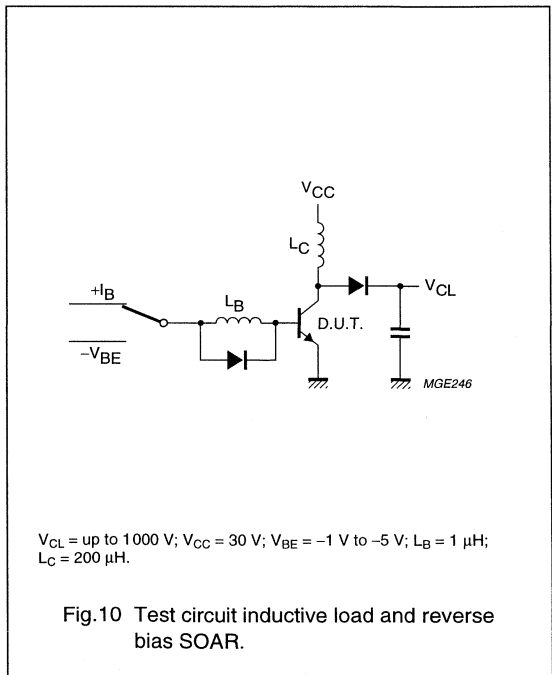 VCC
LC
+IB
LB
VCL
D.U.T.
−VBE
MGE246
VCL = up to 1000 V; VCC = 30 V; VBE = −1 V to −5 V; LB = 1 μH;
LC = 200 μH.
Fig.10 Test circuit inductive load and reverse
bias SOAR.